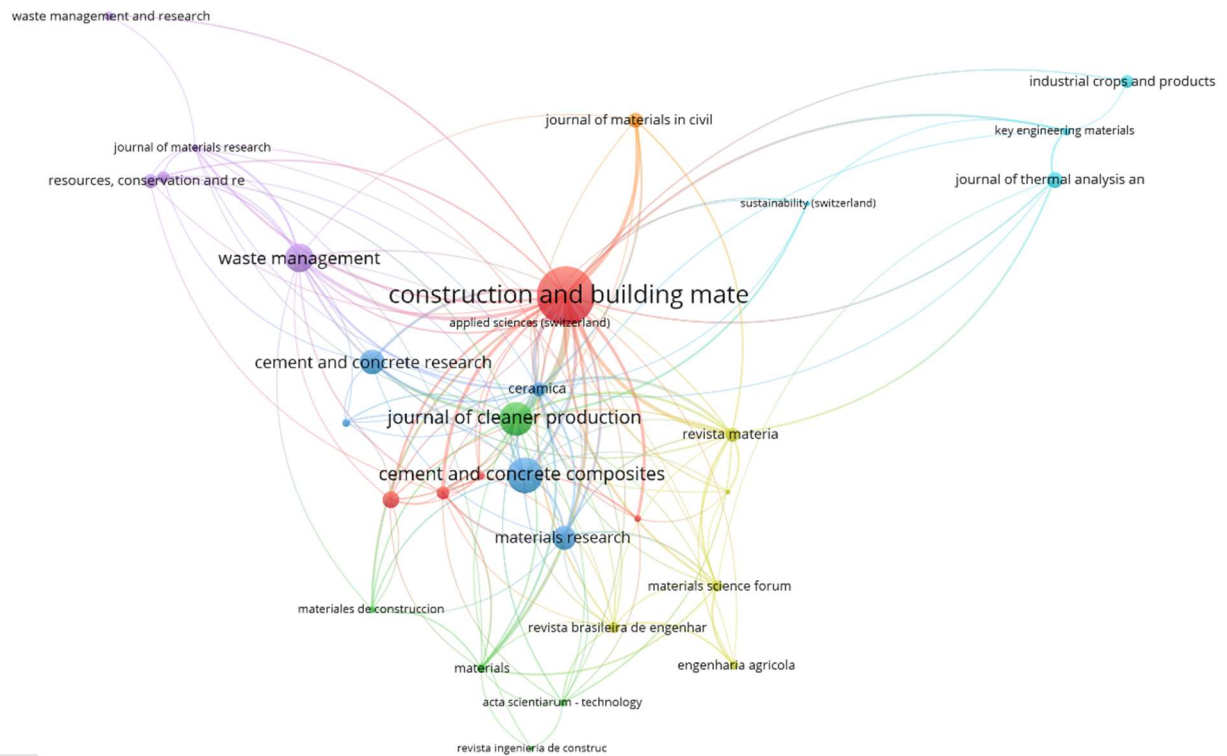 waste management and research
industrial crops and products
journal of materials in civil
key engineering materials
journal of materials research
resources, conservation and re
journal of thermal analysis an
sustainability (switzerland)
waste management
construction and building mate
applied sciences (switzerland)
cement and concrete research
ceramica
journal of cleaner production
revista materia
cement and concrete composites
materials research
materials science forum
materiales de construccion
revista brasileira de engenhar
materials
engenharia agricola
acta scientiarum - technology
revista ingenieria de construc